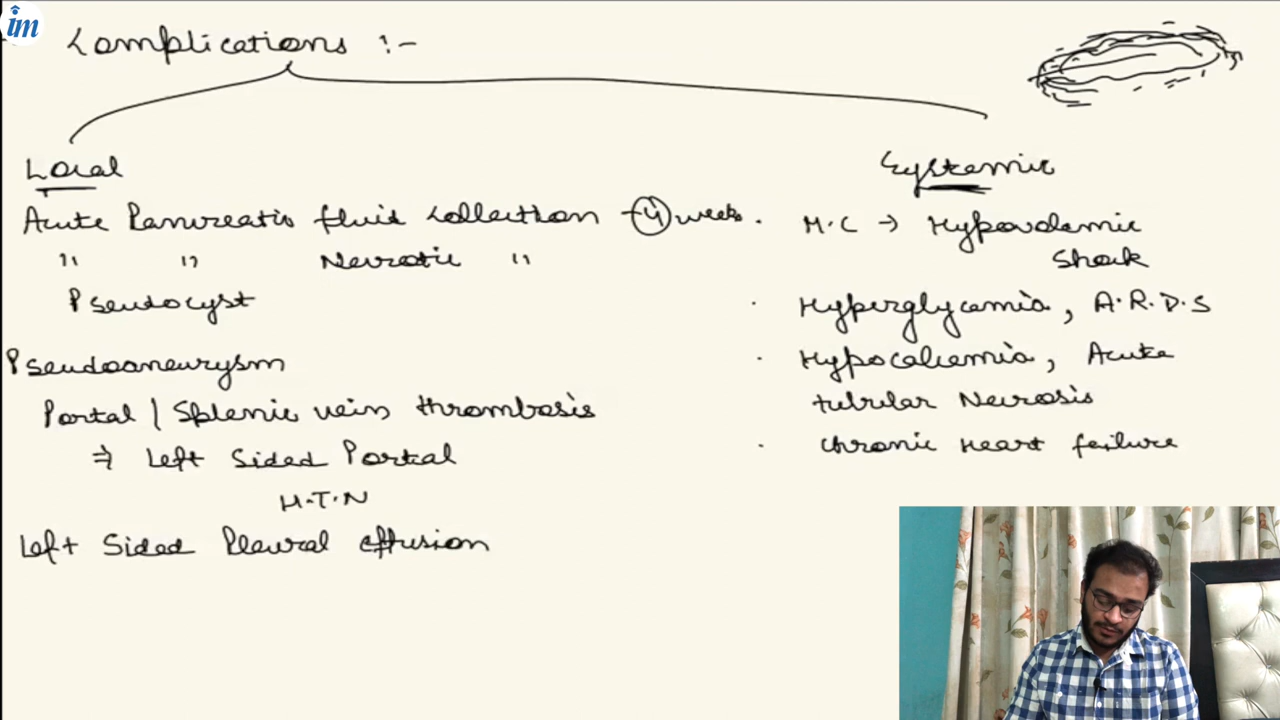 im
Complications :-
Local
Acute Pancreatic fluid collection - 4 weeks.
" " Necrotic "
Pseudocyst
Pseudoaneurysm
Portal | Splenic vein thrombosis
⇒ Left Sided Portal
H.T.N
Left Sided Pleural effusion
Systemic
M.C → Hypovolemic
Shock
· Hyperglycamia, A.R.D.S
· Hypocalcemia, Acute
tubular Necrosis
· Chronic Heart failure